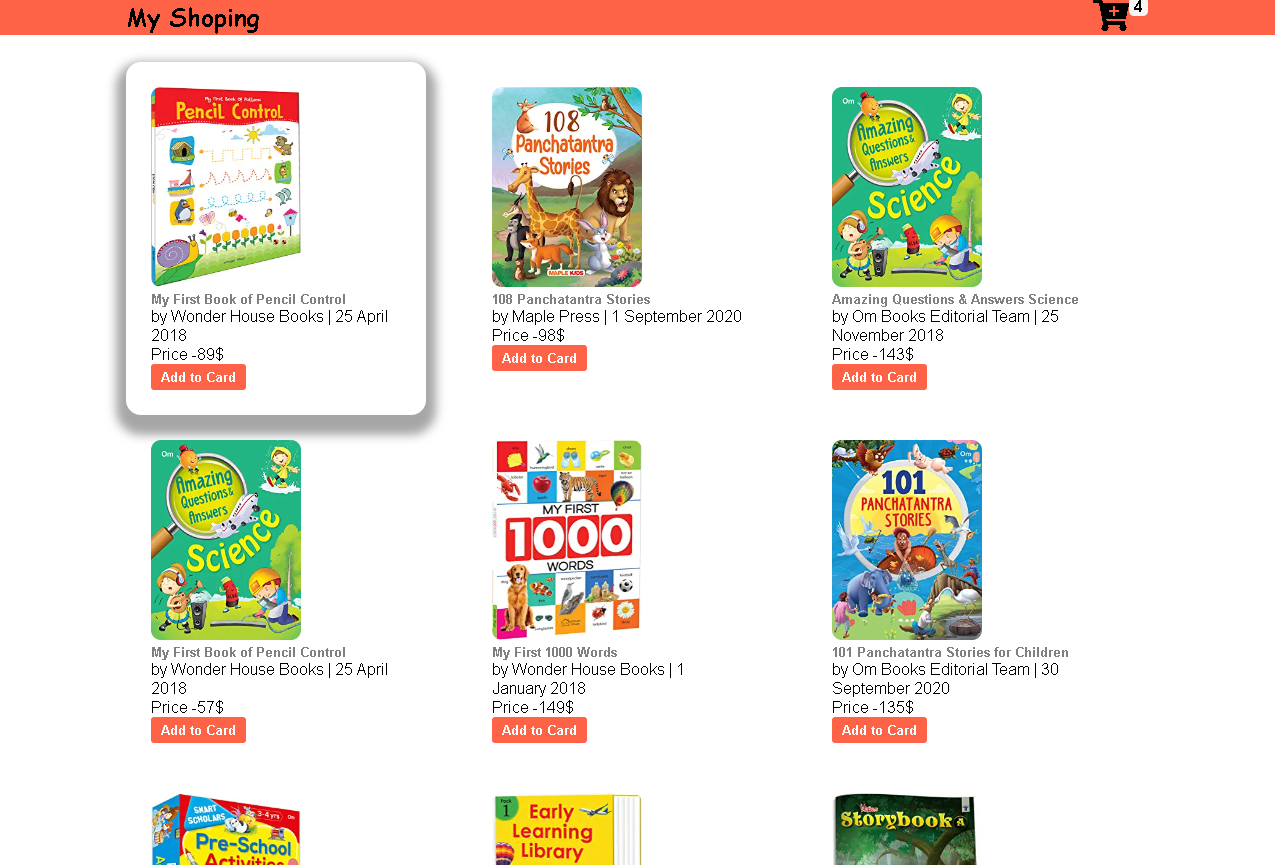 My Shoping
4
My First Book of Patterns
Pencil Control
108
Panchatantra
Stories
MAPLE KIDS
Om
Amazing
Questions &
Answers
Science
My First Book of Pencil Control
by Wonder House Books | 25 April
2018
Price -89$
Add to Card
108 Panchatantra Stories
by Maple Press | 1 September 2020
Price -98$
Add to Card
Amazing Questions & Answers Science
by Om Books Editorial Team | 25
November 2018
Price -143$
Add to Card
Om
Amazing
Questions &
Answers
Science
MY FIRST
1000
WORDS
Om
101
PANCHATANTRA
STORIES
My First Book of Pencil Control
by Wonder House Books | 25 April
2018
Price -57$
Add to Card
My First 1000 Words
by Wonder House Books | 1
January 2018
Price -149$
Add to Card
101 Panchatantra Stories for Children
by Om Books Editorial Team | 30
September 2020
Price -135$
Add to Card
SMART
SCHOLARS
3-4 yrs
Om
Pre-School
Activities
Pack
1
Early
Learning
Library
Storybook